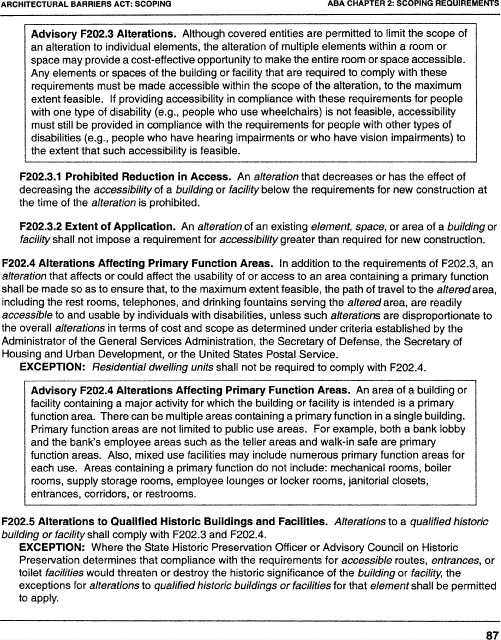 ARCHITECTURAL BARRIERS ACT: SCOPING
ABA CHAPTER 2: SCOPING REQUIREMENTS
Advisory F202.3 Alterations. Although covered entities are permitted to limit the scope of
an alteration to individual elements, the alteration of multiple elements within a room or
space may provide a cost-effective opportunity to make the entire room or space accessible.
Any elements or spaces of the building or facility that are required to comply with these
requirements must be made accessible within the scope of the alteration, to the maximum
extent feasible. If providing accessibility in compliance with these requirements for people
with one type of disability (e.g., people who use wheelchairs) is not feasible, accessibility
must still be provided in compliance with the requirements for people with other types of
disabilities (e.g., people who have hearing impairments or who have vision impairments) to
the extent that such accessibility is feasible.
F202.3.1 Prohibited Reduction in Access. An alteration that decreases or has the effect of
decreasing the accessibility of a building or facility below the requirements for new construction at
the time of the alteration is prohibited.
F202.3.2 Extent of Application. An alteration of an existing element, space, or area of a building or
facility shall not impose a requirement for accessibility greater than required for new construction.
F202.4 Alterations Affecting Primary Function Areas. In addition to the requirements of F202.3, an
alteration that affects or could affect the usability of or access to an area containing a primary function
shall be made so as to ensure that, to the maximum extent feasible, the path of travel to the altered area,
including the rest rooms, telephones, and drinking fountains serving the altered area, are readily
accessible to and usable by individuals with disabilities, unless such alterations are disproportionate to
the overall alterations in terms of cost and scope as determined under criteria established by the
Administrator of the General Services Administration, the Secretary of Defense, the Secretary of
Housing and Urban Development, or the United States Postal Service.
EXCEPTION: Residential dwelling units shall not be required to comply with F202.4.
Advisory F202.4 Alterations Affecting Primary Function Areas. An area of a building or
facility containing a major activity for which the building or facility is intended is a primary
function area. There can be multiple areas containing a primary function in a single building.
Primary function areas are not limited to public use areas. For example, both a bank lobby
and the bank's employee areas such as the teller areas and walk-in safe are primary
function areas. Also, mixed use facilities may include numerous primary function areas for
each use. Areas containing a primary function do not include: mechanical rooms, boiler
rooms, supply storage rooms, employee lounges or locker rooms, janitorial closets,
entrances, corridors, or restrooms.
F202.5 Alterations to Qualified Historic Buildings and Facilities. Alterations to a qualified historic
building or facility shall comply with F202.3 and F202.4.
EXCEPTION: Where the State Historic Preservation Officer or Advisory Council on Historic
Preservation determines that compliance with the requirements for accessible routes, entrances, or
toilet facilities would threaten or destroy the historic significance of the building or facility, the
exceptions for alterations to qualified historic buildings or facilities for that element shall be permitted
to apply.
87